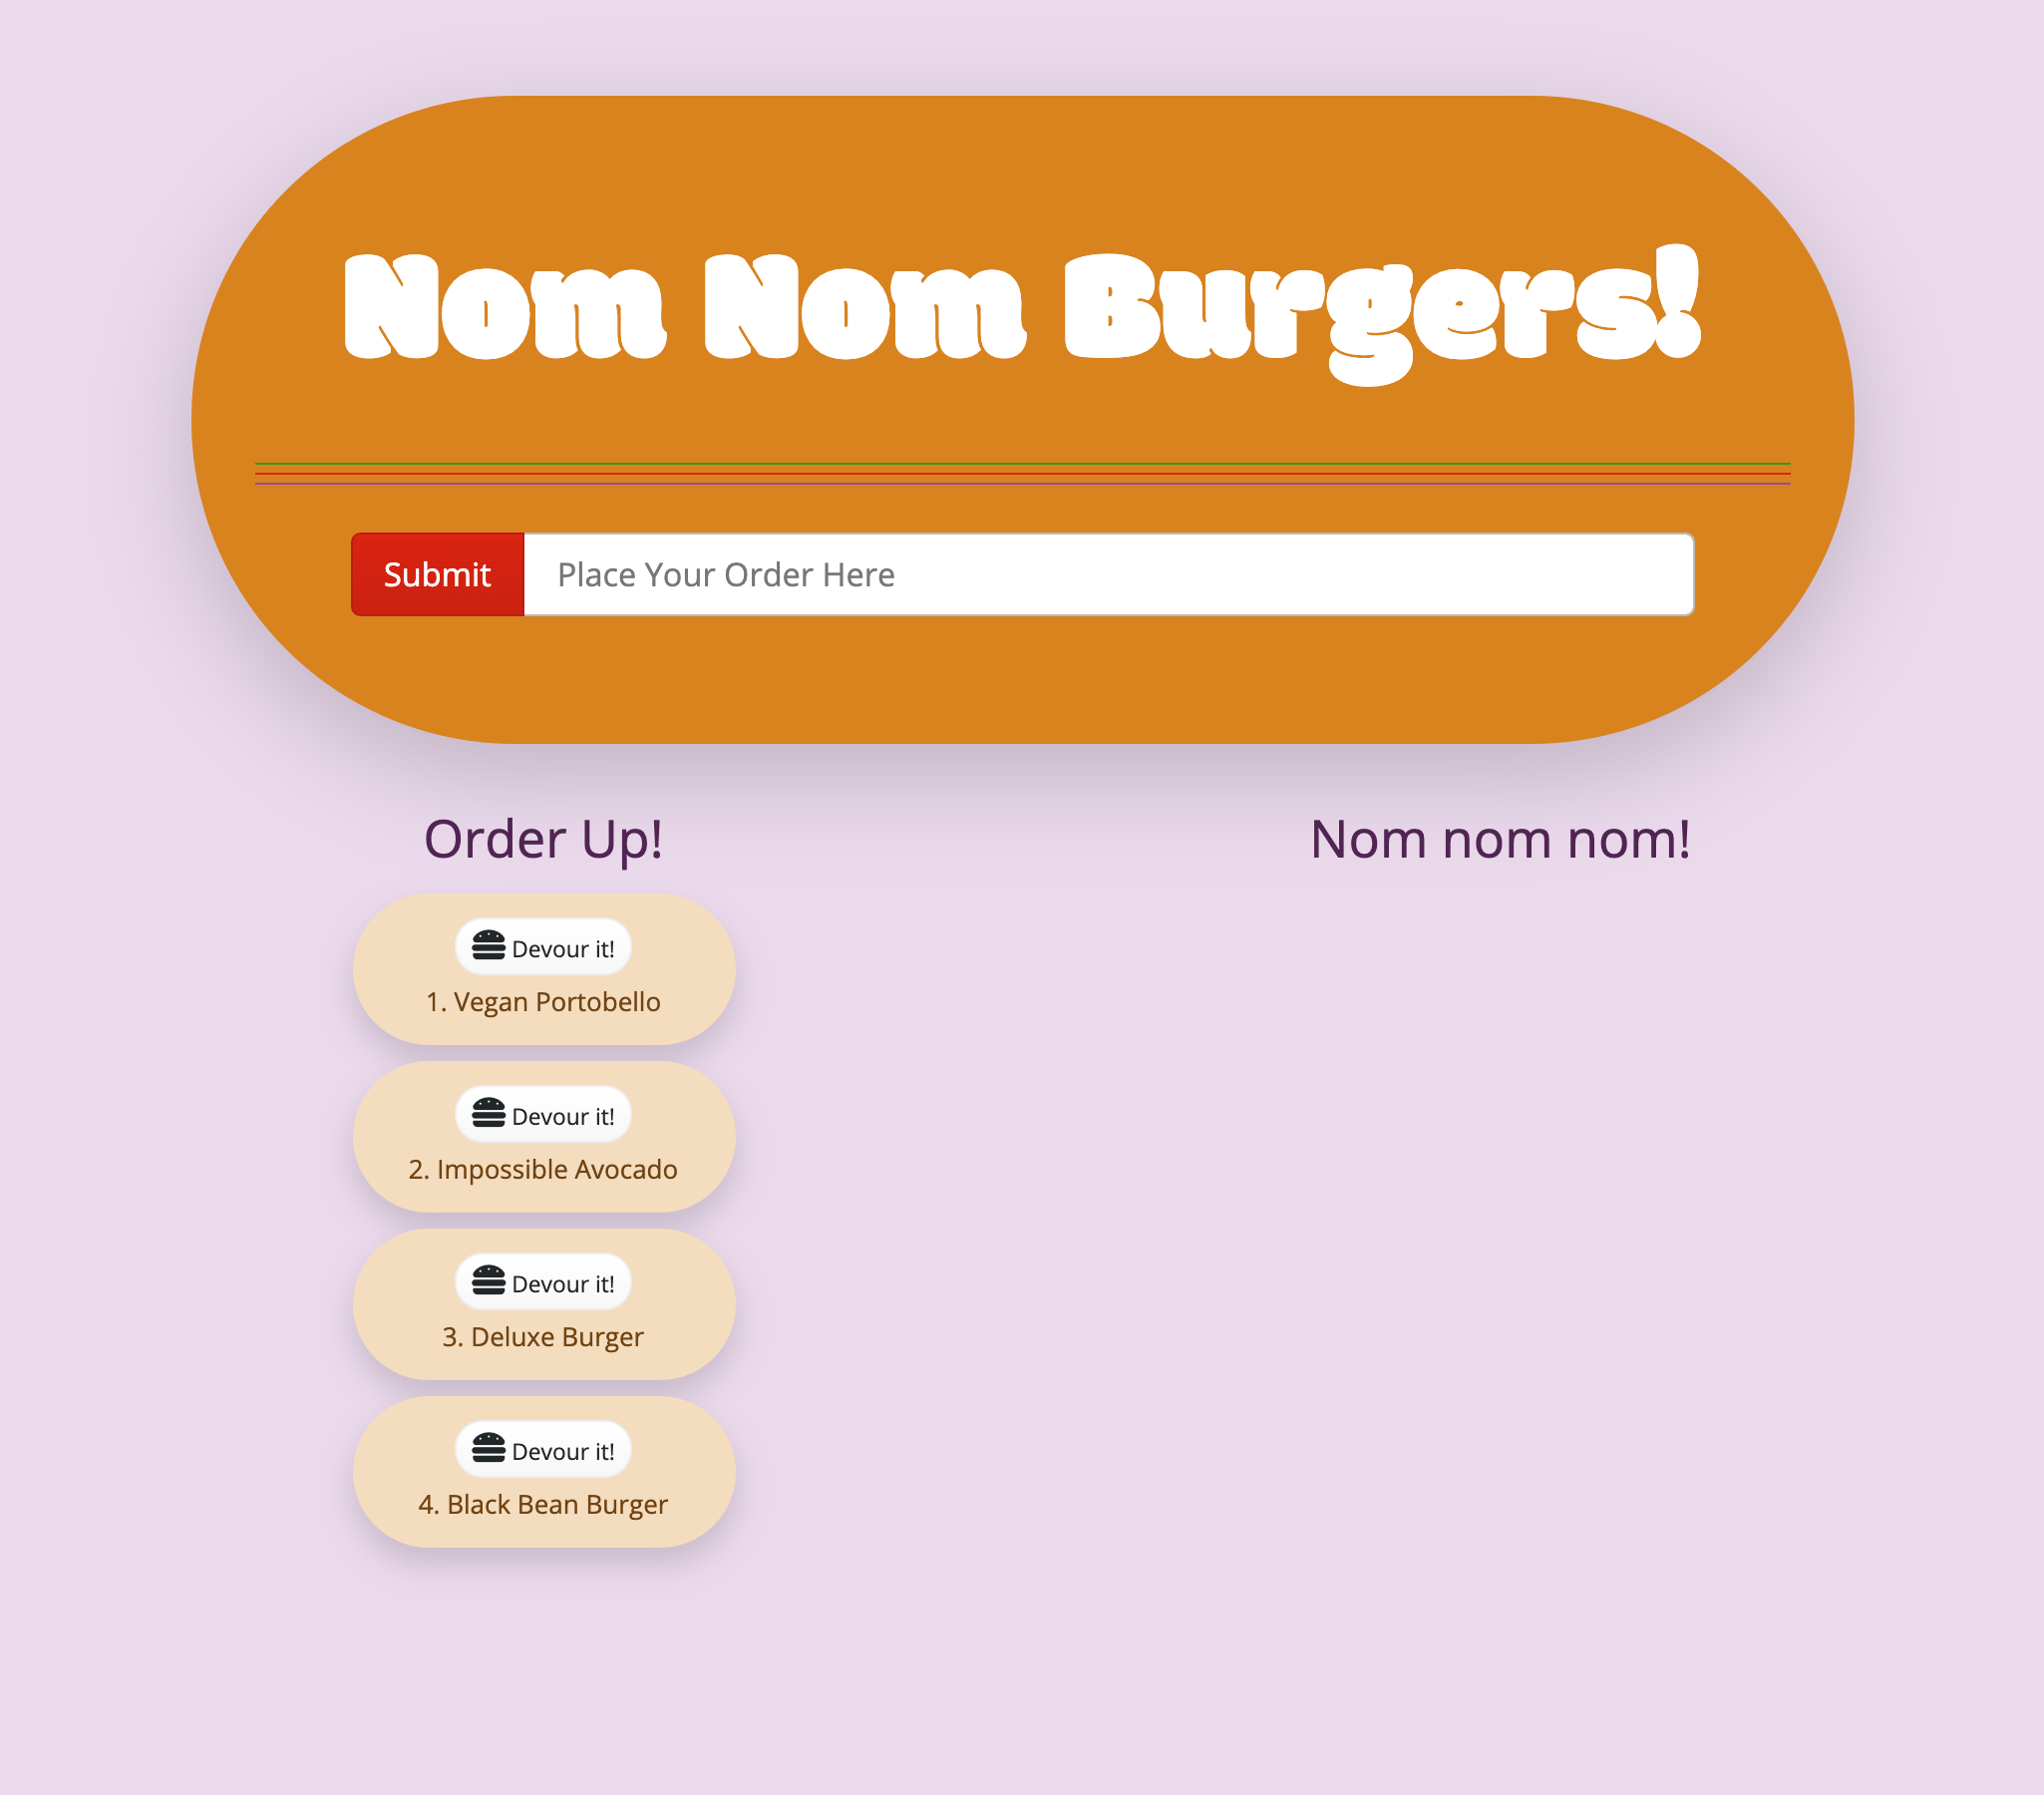 Nom Nom Burgers!
Submit
Place Your Order Here
Order Up!
Nom nom nom!
Devour it!
1. Vegan Portobello
Devour it!
2. Impossible Avocado
Devour it!
3. Deluxe Burger
Devour it!
4. Black Bean Burger